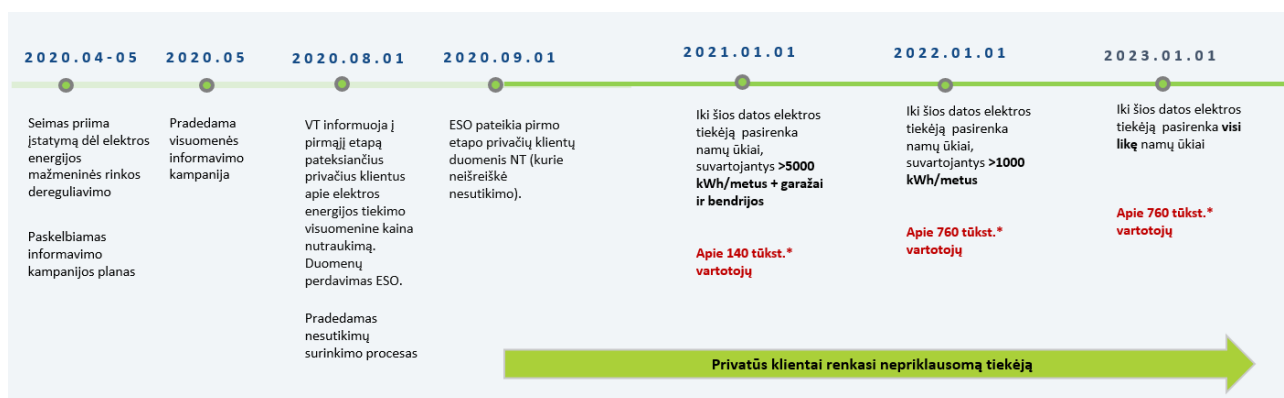 2020.04-05
Seimas priima
įstatymą dėl elektros
energijos
mažmeninės rinkos
dereguliavimo
Paskelbiamas
informavimo
kampanijos planas
2020.05
Pradedama
visuomenės
informavimo
kampanija
2020.08.01
VT informuoja į
pirmąjį etapą
pateksiančius
privačius klientus
apie elektros
energijos tiekimo
visuomenine kaina
nutraukimą.
Duomenų
perdavimas ESO.
Pradedamas
nesutikimų
surinkimo procesas
2020.09.01
ESO pateikia pirmo
etapo privačių klientų
duomenis NT (kurie
neišreiškė
nesutikimo).
2021.01.01
Iki šios datos elektros
tiekėją pasirenka
namų ūkiai,
suvartojantys >5000
kWh/metus + garažai
ir bendrijos
Apie 140 tūkst.*
vartotojų
2022.01.01
Iki šios datos elektros
tiekėją pasirenka
namų ūkiai,
suvartojantys >1000
kWh/metus
Apie 760 tūkst.*
vartotojų
2023.01.01
Iki šios datos elektros
tiekėją pasirenka visi
likę namų ūkiai
Apie 760 tūkst.*
vartotojų
Privatūs klientai renkasi nepriklausomą tiekėją